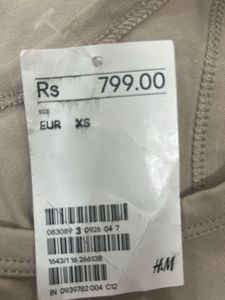 Rs 799.00
SIZE
EUR XS
083089 3 0926 04 7
1643/1 16 266138
H&M
IN 0939782 004 C12